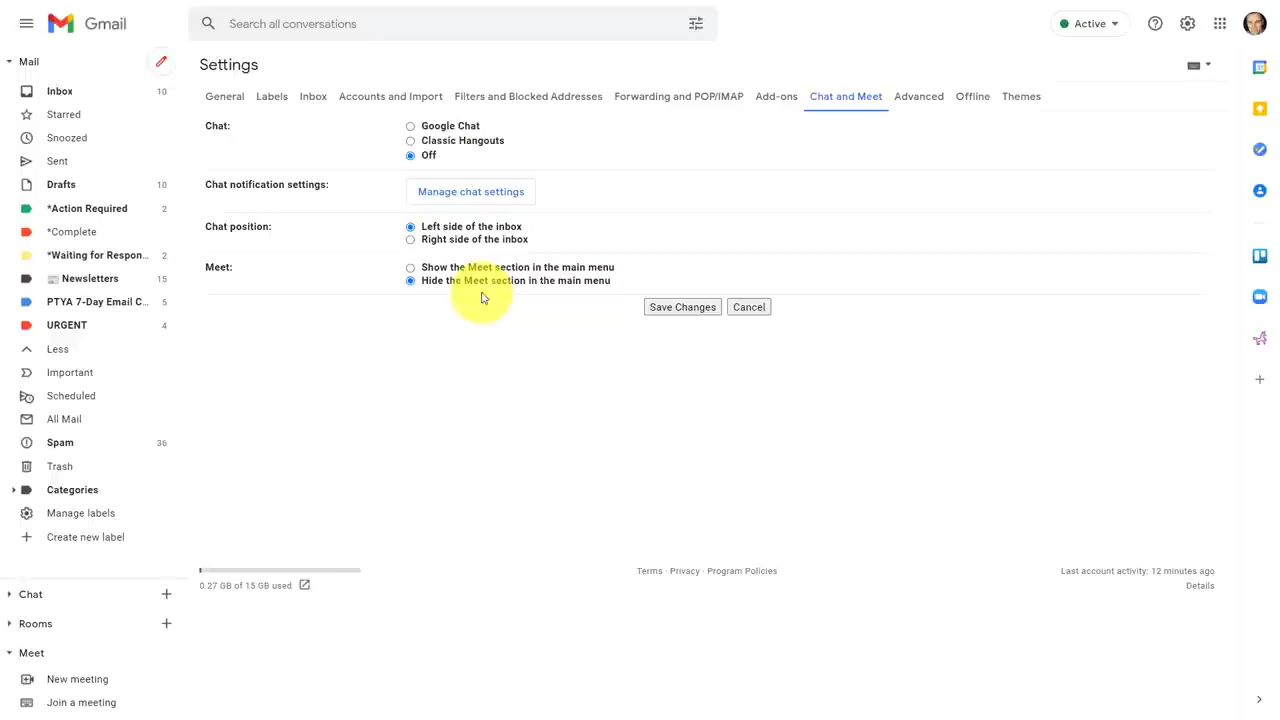 Gmail
Search all conversations
Active
Mail
Inbox 10
Starred
Snoozed
Sent
Drafts 10
*Action Required 2
*Complete
*Waiting for Respon... 2
Newsletters 15
PTYA 7-Day Email C... 5
URGENT 4
Less
Important
Scheduled
All Mail
Spam 36
Trash
Categories
Manage labels
Create new label
Chat
Rooms
Meet
New meeting
Join a meeting
Settings
General Labels Inbox Accounts and Import Filters and Blocked Addresses Forwarding and POP/IMAP Add-ons Chat and Meet Advanced Offline Themes
Chat:
Google Chat
Classic Hangouts
Off
Chat notification settings:
Manage chat settings
Chat position:
Left side of the inbox
Right side of the inbox
Meet:
Show the Meet section in the main menu
Hide the Meet section in the main menu
Save Changes Cancel
0.27 GB of 15 GB used
Terms · Privacy · Program Policies
Last account activity: 12 minutes ago
Details